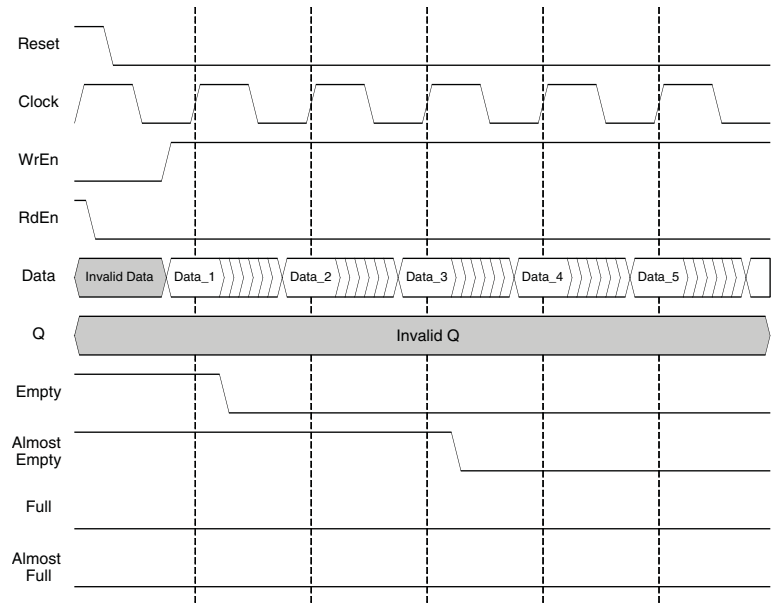 Reset
Clock
WrEn
RdEn
Data
Invalid Data
Data_1
Data_2
Data_3
Data_4
Data_5
Q
Invalid Q
Empty
Almost
Empty
Full
Almost
Full